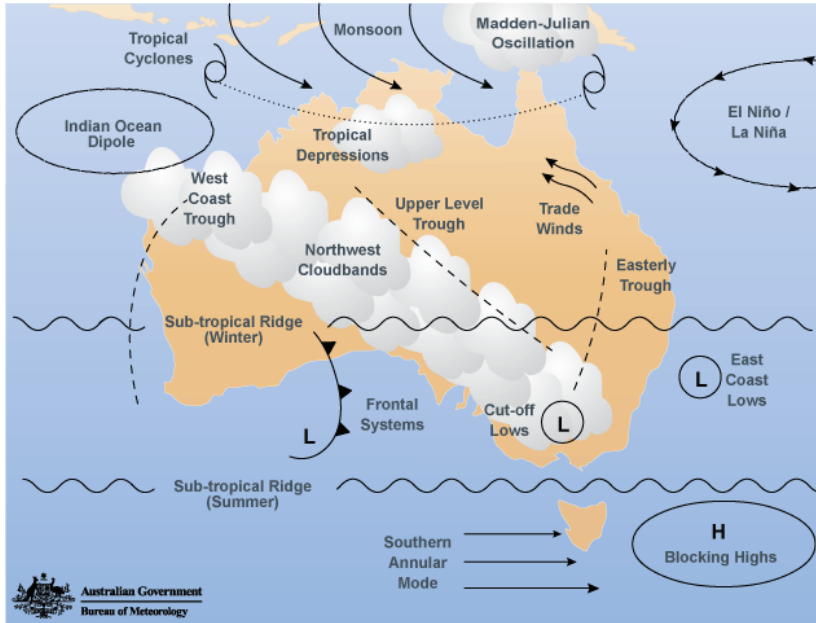 Madden-Julian
Oscillation
Monsoon
Tropical
Cyclones
Indian Ocean
Dipole
El Niño /
La Niña
Tropical
Depressions
West
Coast
Trough
Upper Level
Trough
Trade
Winds
Northwest
Cloudbands
Easterly
Trough
Sub-tropical Ridge
(Winter)
East
Coast
Lows
L
Frontal
Systems
L
Cut-off
Lows
L
Sub-tropical Ridge
(Summer)
Southern
Annular
Mode
H
Blocking Highs
Australian Government
Bureau of Meteorology